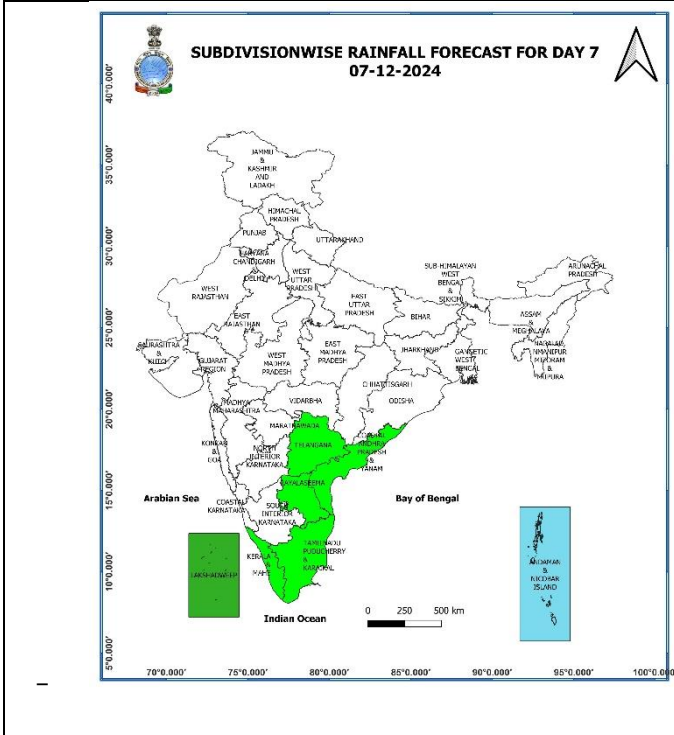 SUBDIVISIONWISE RAINFALL FORECAST FOR DAY 7
07-12-2024
JAMMU
&
KASHMIR
AND
LADAKH
HIMACHAL
PRADESH
PUNJAB
UTTARAKHAND
CHANDIGARH
DELHI
WEST
UTTAR
PRADESH
WEST
RAJASTHAN
EAST
RAJASTHAN
EAST
UTTAR
PRADESH
BIHAR
SUB-HIMALAYAN
WEST
BENGAL
&
SIKKIM
ARUNACHAL
PRADESH
ASSAM
&
MEGHALAYA
NAGALAND
MANIPUR
MIZORAM
&
TRIPURA
SAURASHTRA
&
KUTCH
GUJARAT
REGION
WEST
MADHYA
PRADESH
EAST
MADHYA
PRADESH
JHARKHAND
GANGETIC
WEST
BENGAL
CHHATTISGARH
ODISHA
MADHYA
MAHARASHTRA
VIDARBHA
MARATHAWADA
KONKAN
&
GOA
NORTH
INTERIOR
KARNATAKA
TELANGANA
COASTAL
ANDHRA
PRADESH
&
YANAM
RAYALASEEMA
Arabian Sea
COASTAL
KARNATAKA
SOUTH
INTERIOR
KARNATAKA
Bay of Bengal
TAMILNADU
PUDUCHERRY
&
KARAIKAL
KERALA
&
MAHE
LAKSHADWEEP
ANDAMAN
&
NICOBAR
ISLAND
Indian Ocean
0 250 500 km
40°0.000'
35°0.000'
30°0.000'
25°0.000'
20°0.000'
15°0.000'
10°0.000'
5°0.000'
70°0.000' 75°0.000' 80°0.000' 85°0.000' 90°0.000' 95°0.000'